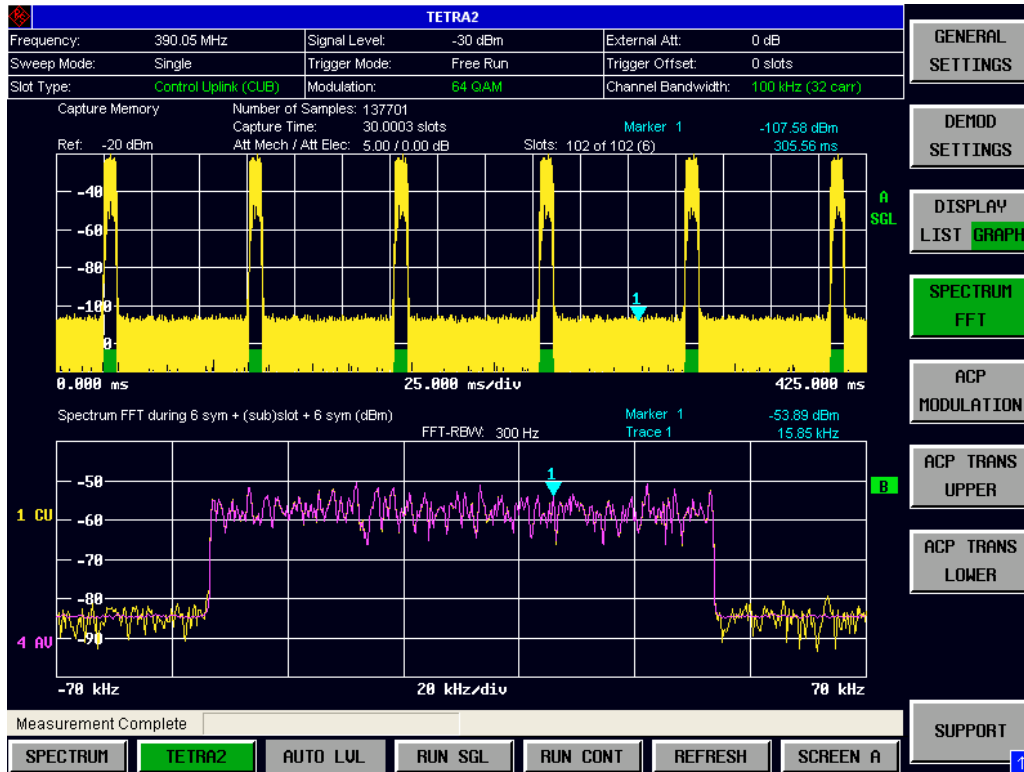 TETRA2
Frequency: 390.05 MHz Signal Level: -30 dBm External Att: 0 dB
Sweep Mode: Single Trigger Mode: Free Run Trigger Offset: 0 slots
Slot Type: Control Uplink (CUB) Modulation: 64 QAM Channel Bandwidth: 100 kHz (32 carr)
Capture Memory Number of Samples: 137701
Capture Time: 30.0003 slots Marker 1 -107.58 dBm
Ref: -20 dBm Att Mech / Att Elec: 5.00 / 0.00 dB Slots: 102 of 102 (6) 305.56 ms
-40
A
SGL
-60
-80
1
-100
0.000 ms 25.000 ms/div 425.000 ms
Spectrum FFT during 6 sym + (sub)slot + 6 sym (dBm) Marker 1 -53.89 dBm
FFT-RBW: 300 Hz Trace 1 15.85 kHz
1
-50
B
1 CU
-60
-70
-80
4 AV
-90
-70 kHz 20 kHz/div 70 kHz
Measurement Complete
GENERAL
SETTINGS
DEMOD
SETTINGS
DISPLAY
LIST GRAPH
SPECTRUM
FFT
ACP
MODULATION
ACP TRANS
UPPER
ACP TRANS
LOWER
SUPPORT
SPECTRUM TETRA2 AUTO LVL RUN SGL RUN CONT REFRESH SCREEN A